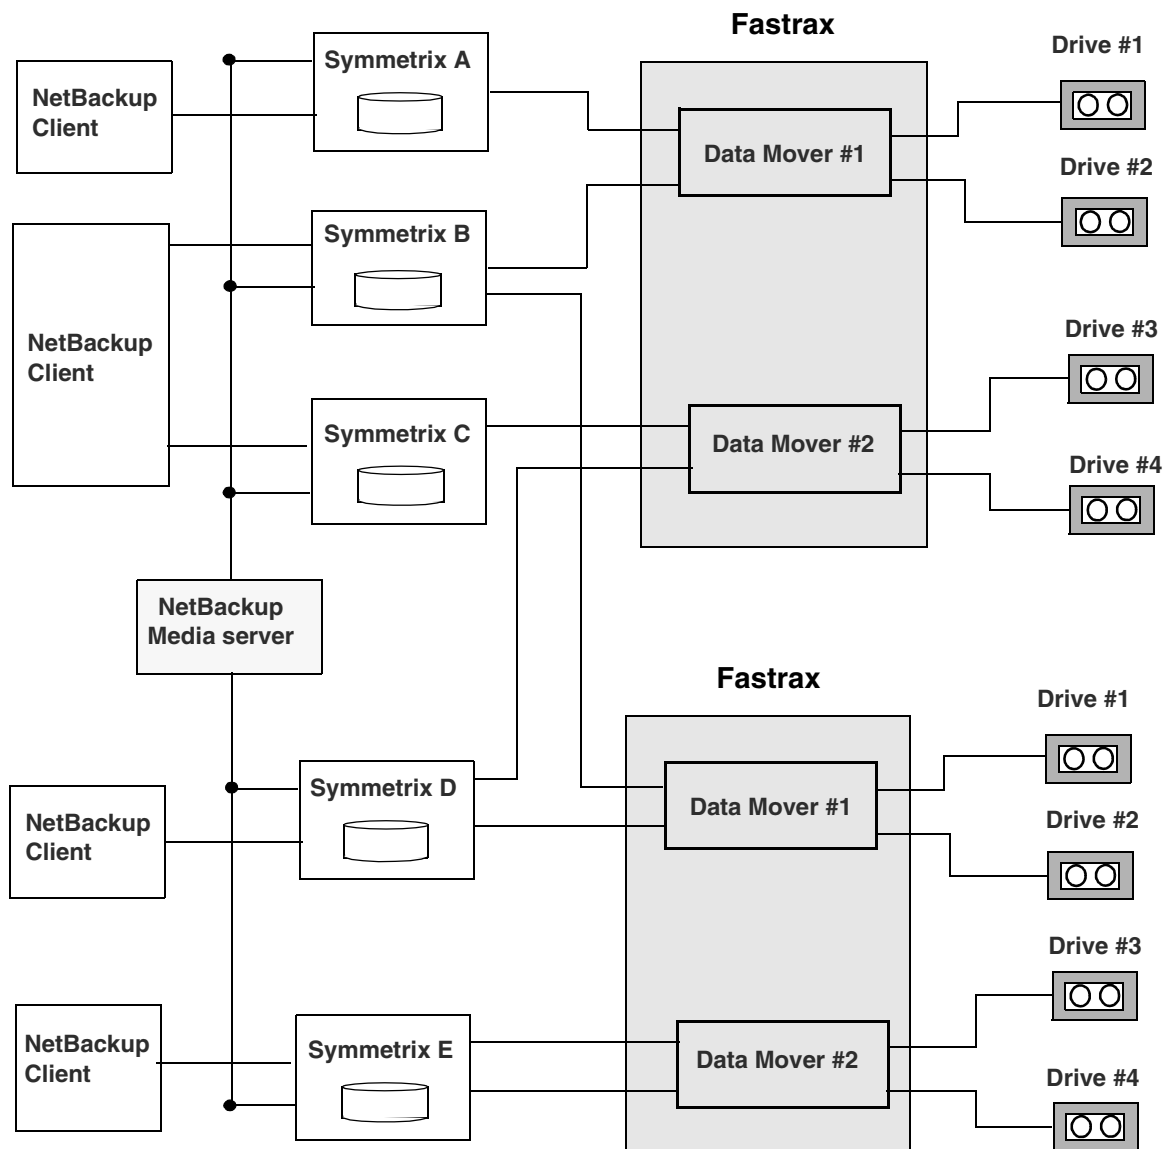 Fastrax
Drive #1
Symmetrix A
NetBackup
Client
Data Mover #1
Drive #2
Symmetrix B
NetBackup
Client
Drive #3
Symmetrix C
Data Mover #2
Drive #4
NetBackup
Media server
Fastrax
Drive #1
Symmetrix D
Data Mover #1
Drive #2
NetBackup
Client
Drive #3
NetBackup
Client
Symmetrix E
Data Mover #2
Drive #4